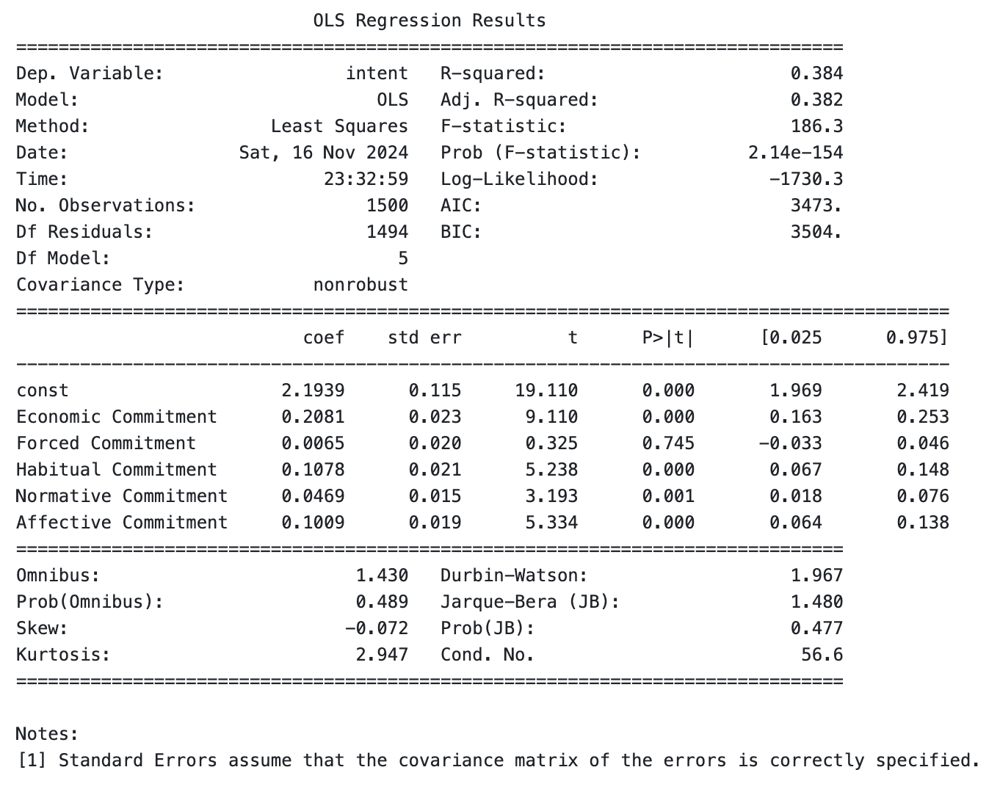 OLS Regression Results
==============================================================================
Dep. Variable: intent R-squared: 0.384
Model: OLS Adj. R-squared: 0.382
Method: Least Squares F-statistic: 186.3
Date: Sat, 16 Nov 2024 Prob (F-statistic): 2.14e-154
Time: 23:32:59 Log-Likelihood: -1730.3
No. Observations: 1500 AIC: 3473.
Df Residuals: 1494 BIC: 3504.
Df Model: 5
Covariance Type: nonrobust
========================================================================================
coef std err t P>|t| [0.025 0.975]
----------------------------------------------------------------------------------------
const 2.1939 0.115 19.110 0.000 1.969 2.419
Economic Commitment 0.2081 0.023 9.110 0.000 0.163 0.253
Forced Commitment 0.0065 0.020 0.325 0.745 -0.033 0.046
Habitual Commitment 0.1078 0.021 5.238 0.000 0.067 0.148
Normative Commitment 0.0469 0.015 3.193 0.001 0.018 0.076
Affective Commitment 0.1009 0.019 5.334 0.000 0.064 0.138
==============================================================================
Omnibus: 1.430 Durbin-Watson: 1.967
Prob(Omnibus): 0.489 Jarque-Bera (JB): 1.480
Skew: -0.072 Prob(JB): 0.477
Kurtosis: 2.947 Cond. No. 56.6
==============================================================================
Notes:
[1] Standard Errors assume that the covariance matrix of the errors is correctly specified.